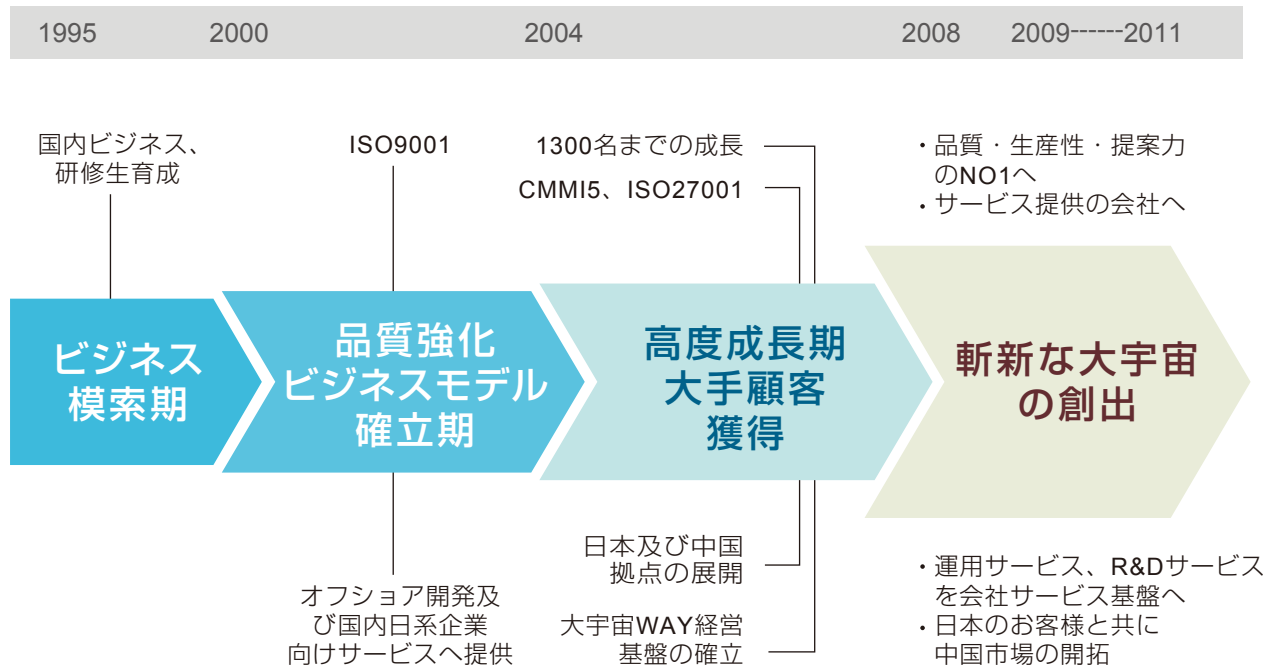 1995 2000 2004 2008 2009------2011
国内ビジネス、
研修生育成
ISO9001
1300名までの成長
CMMI5、ISO27001
・品質・生産性・提案力
のNO1へ
・サービス提供の会社へ
ビジネス
模索期
品質強化
ビジネスモデル
確立期
高度成長期
大手顧客
獲得
斬新な大宇宙
の創出
オフショア開発及
び国内日系企業
向けサービスへ提供
日本及び中国
拠点の展開
大宇宙WAY経営
基盤の確立
・運用サービス、R&Dサービス
を会社サービス基盤へ
・日本のお客様と共に
中国市場の開拓